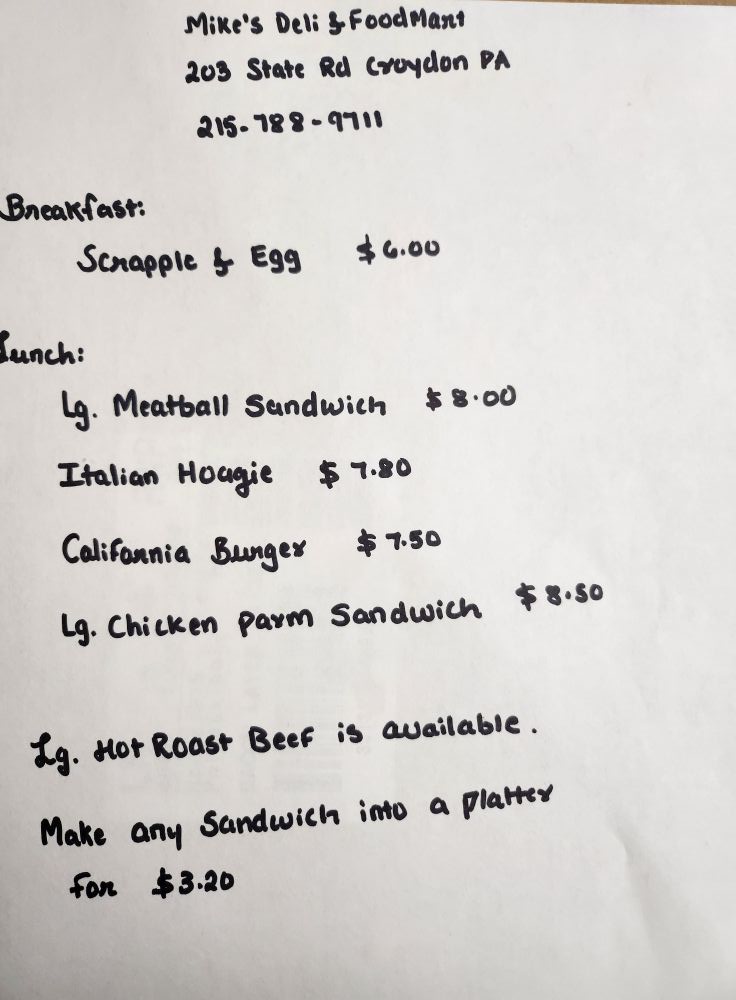 Mike's Deli & FoodMart
203 State Rd Croydon PA
215-788-9711
Breakfast:
Scrapple & Egg $6.00
Lunch:
Lg. Meatball Sandwich $8.00
Italian Hoagie $7.80
California Burger $7.50
Lg. Chicken Parm Sandwich $8.50
Lg. Hot Roast Beef is available.
Make any Sandwich into a Platter
For $3.20